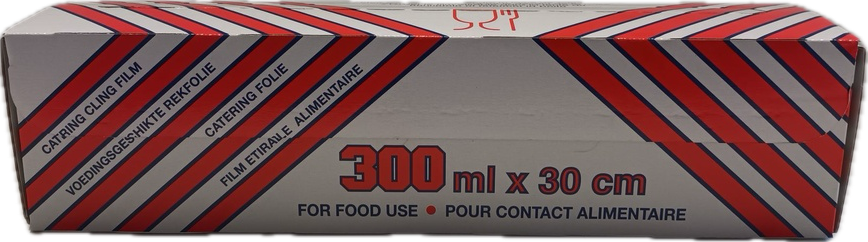 CATRING CLING FILM
VOEDINGSGESHIKTE REKFOLIE
CATERING FOLIE
FILM ETIRALE ALIMENTAIRE
300 ml x 30 cm
FOR FOOD USE • POUR CONTACT ALIMENTAIRE